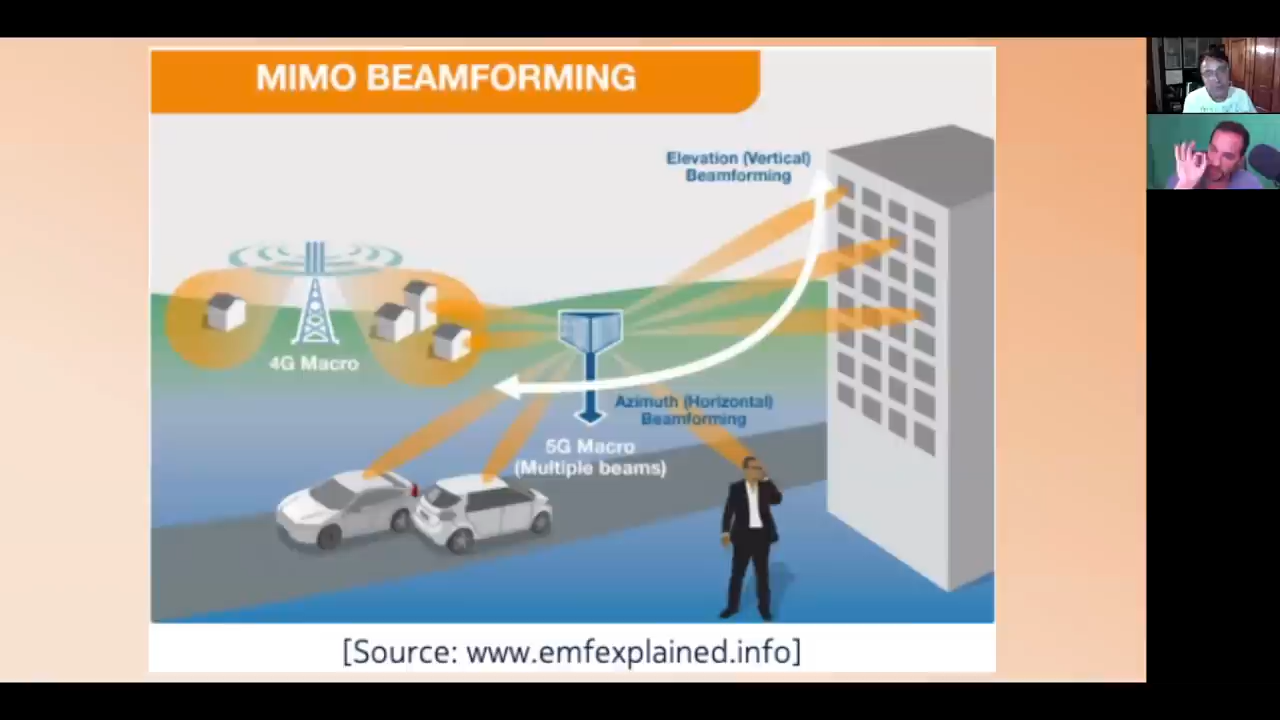 MIMO BEAMFORMING
Elevation (Vertical)
Beamforming
4G Macro
Azimuth (Horizontal)
Beamforming
5G Macro
(Multiple beams)
[Source: www.emfexplained.info]